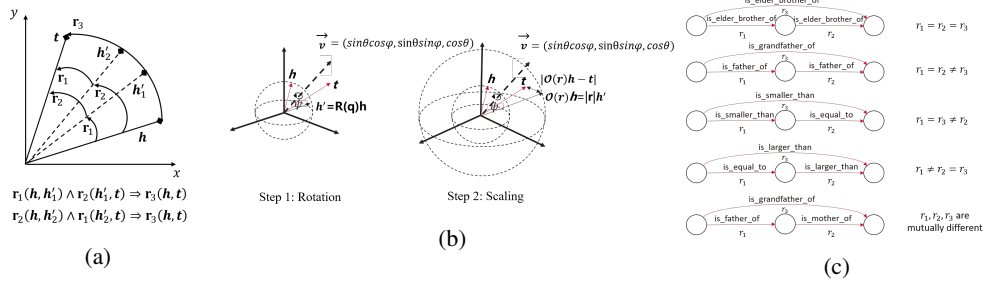 y
r₃
t
h′₂
r₁
r₂
h′₁
r₂
r₁
h
x
r₁(h, h′₁) ∧ r₂(h′₁, t) ⇒ r₃(h, t)
r₂(h, h′₂) ∧ r₁(h′₂, t) ⇒ r₃(h, t)
(a)
v = (sinθcosφ, sinθsinφ, cosθ)
h
t
h′=R(q)h
Step 1: Rotation
v = (sinθcosφ, sinθsinφ, cosθ)
h
t
|𝒪(r)h − t|
𝒪(r)h=|r|h′
Step 2: Scaling
(b)
is_elder_brother_of
r₃
is_elder_brother_of
is_elder_brother_of
r₁
r₂
r₁ = r₂ = r₃
is_grandfather_of
r₃
is_father_of
is_father_of
r₁
r₂
r₁ = r₂ ≠ r₃
is_smaller_than
r₃
is_smaller_than
is_equal_to
r₁
r₂
r₁ = r₃ ≠ r₂
is_larger_than
r₃
is_equal_to
is_larger_than
r₁
r₂
r₁ ≠ r₂ = r₃
is_grandfather_of
r₃
is_father_of
is_mother_of
r₁
r₂
r₁, r₂, r₃ are
mutually different
(c)